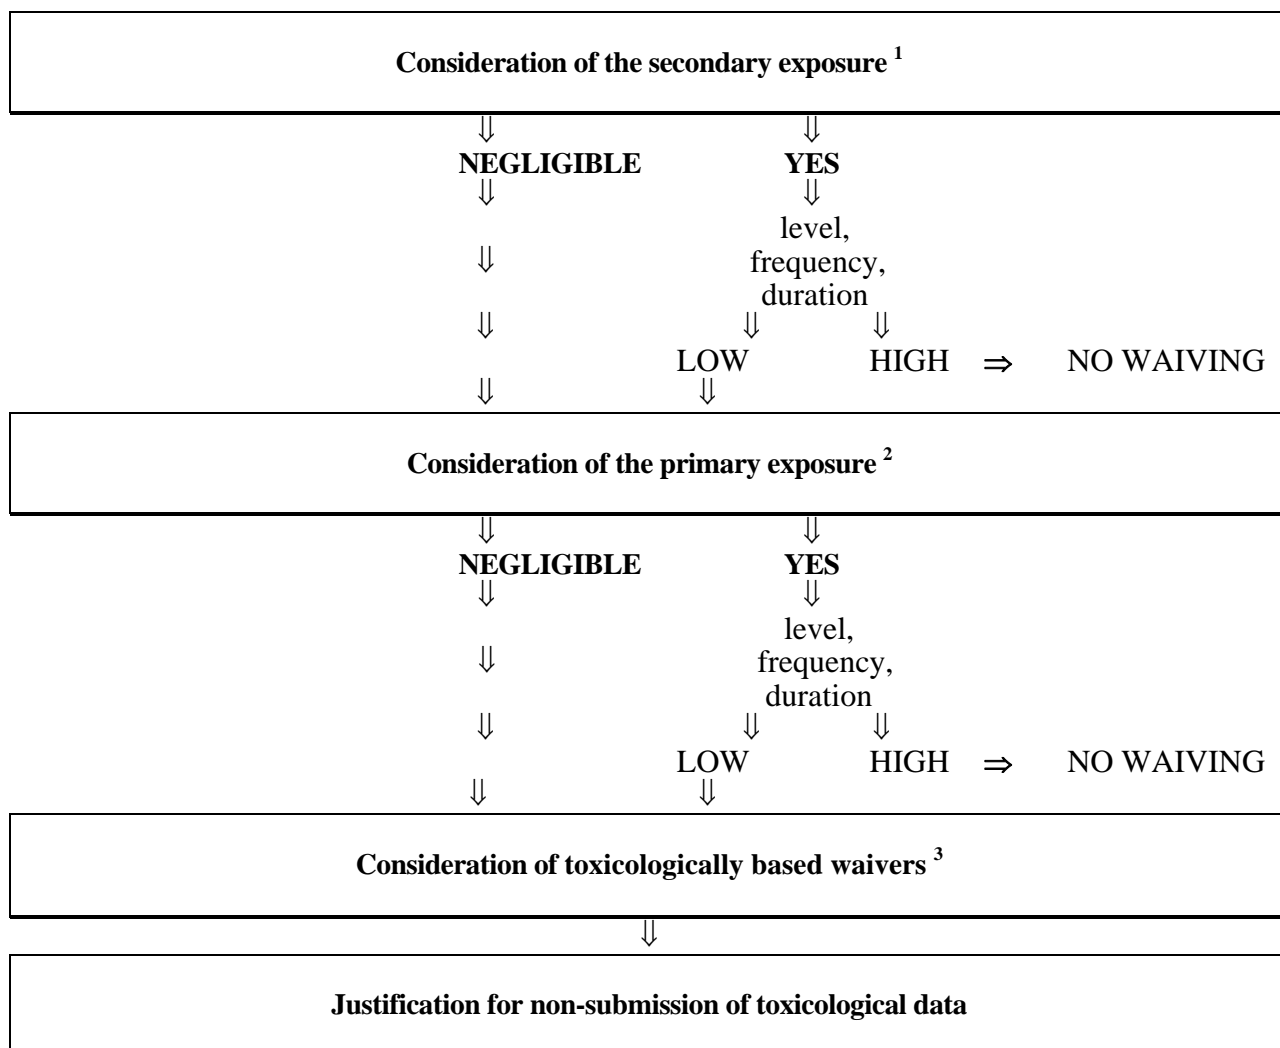 Consideration of the secondary exposure 1
⇓ ⇓
NEGLIGIBLE YES
⇓ ⇓
level,
⇓ frequency,
duration
⇓ ⇓ ⇓
LOW HIGH ⇒ NO WAIVING
⇓ ⇓
Consideration of the primary exposure 2
⇓ ⇓
NEGLIGIBLE YES
⇓ ⇓
level,
⇓ frequency,
duration
⇓ ⇓ ⇓
LOW HIGH ⇒ NO WAIVING
⇓ ⇓
Consideration of toxicologically based waivers 3
⇓
Justification for non-submission of toxicological data